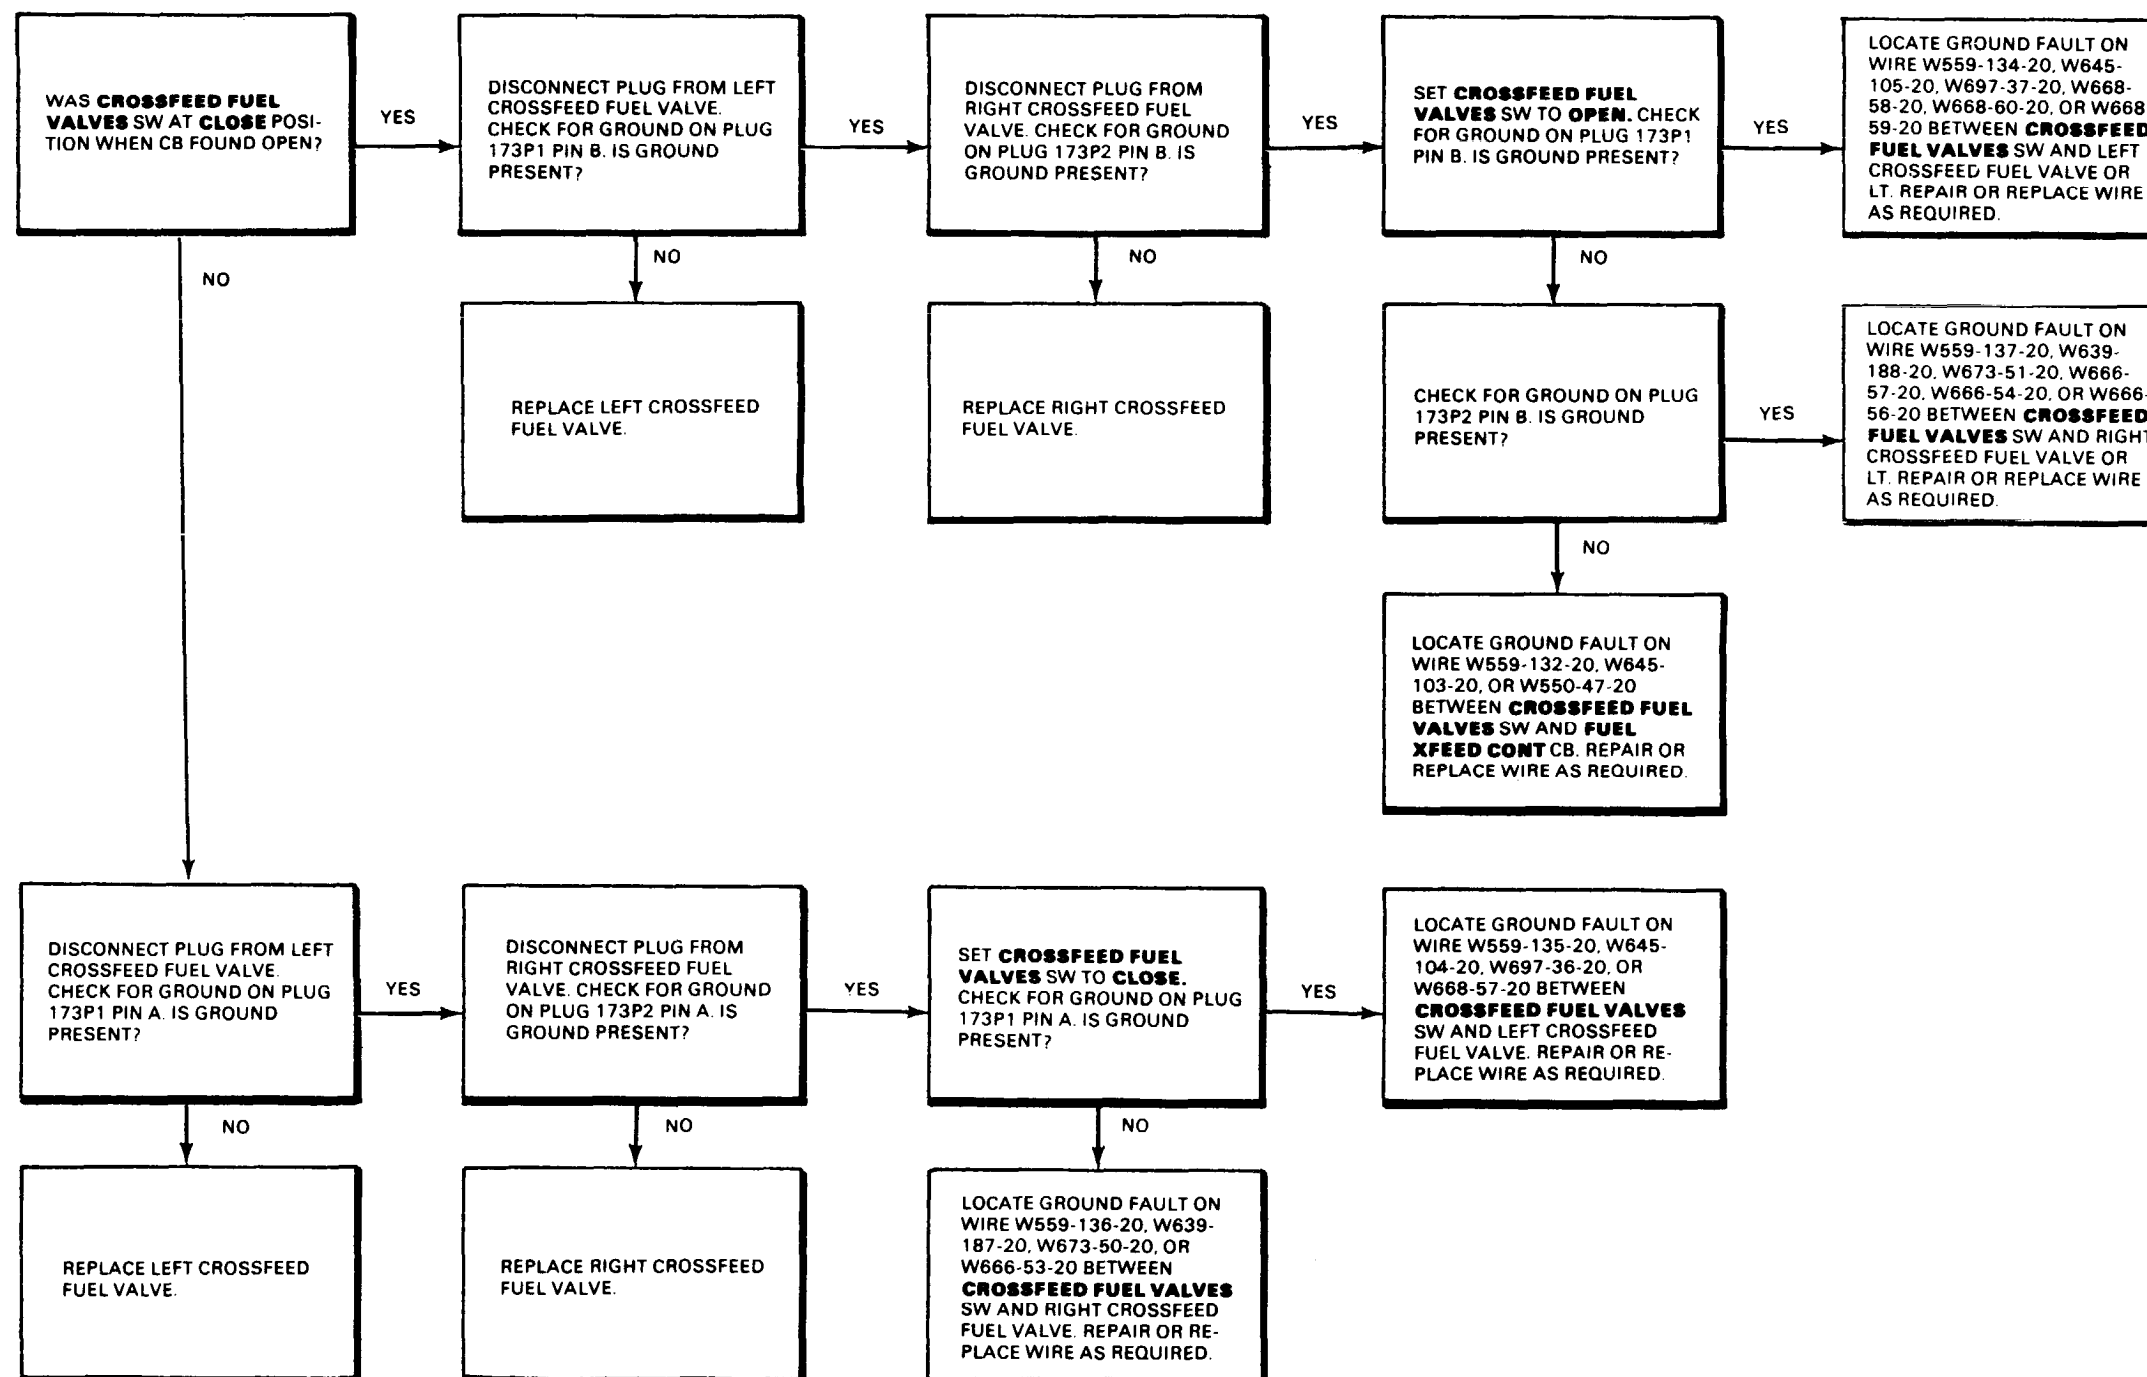 WAS CROSSFEED FUEL
VALVES SW AT CLOSE POSI-
TION WHEN CB FOUND OPEN?
YES
DISCONNECT PLUG FROM LEFT
CROSSFEED FUEL VALVE.
CHECK FOR GROUND ON PLUG
173P1 PIN B. IS GROUND
PRESENT?
YES
DISCONNECT PLUG FROM
RIGHT CROSSFEED FUEL
VALVE. CHECK FOR GROUND
ON PLUG 173P2 PIN B. IS
GROUND PRESENT?
YES
SET CROSSFEED FUEL
VALVES SW TO OPEN. CHECK
FOR GROUND ON PLUG 173P1
PIN B. IS GROUND PRESENT?
YES
LOCATE GROUND FAULT ON
WIRE W559-134-20, W645-
105-20, W697-37-20, W668-
58-20, W668-60-20, OR W668
59-20 BETWEEN CROSSFEED
FUEL VALVES SW AND LEFT
CROSSFEED FUEL VALVE OR
LT. REPAIR OR REPLACE WIRE
AS REQUIRED.
NO
NO
NO
NO
REPLACE LEFT CROSSFEED
FUEL VALVE.
REPLACE RIGHT CROSSFEED
FUEL VALVE.
CHECK FOR GROUND ON PLUG
173P2 PIN B. IS GROUND
PRESENT?
YES
LOCATE GROUND FAULT ON
WIRE W559-137-20, W639-
188-20, W673-51-20, W666-
57-20, W666-54-20, OR W666-
56-20 BETWEEN CROSSFEED
FUEL VALVES SW AND RIGHT
CROSSFEED FUEL VALVE OR
LT. REPAIR OR REPLACE WIRE
AS REQUIRED.
NO
LOCATE GROUND FAULT ON
WIRE W559-132-20, W645-
103-20, OR W550-47-20
BETWEEN CROSSFEED FUEL
VALVES SW AND FUEL
XFEED CONT CB. REPAIR OR
REPLACE WIRE AS REQUIRED.
DISCONNECT PLUG FROM LEFT
CROSSFEED FUEL VALVE.
CHECK FOR GROUND ON PLUG
173P1 PIN A. IS GROUND
PRESENT?
YES
DISCONNECT PLUG FROM
RIGHT CROSSFEED FUEL
VALVE. CHECK FOR GROUND
ON PLUG 173P2 PIN A. IS
GROUND PRESENT?
YES
SET CROSSFEED FUEL
VALVES SW TO CLOSE.
CHECK FOR GROUND ON PLUG
173P1 PIN A. IS GROUND
PRESENT?
YES
LOCATE GROUND FAULT ON
WIRE W559-135-20, W645-
104-20, W697-36-20, OR
W668-57-20 BETWEEN
CROSSFEED FUEL VALVES
SW AND LEFT CROSSFEED
FUEL VALVE. REPAIR OR RE-
PLACE WIRE AS REQUIRED.
NO
NO
NO
REPLACE LEFT CROSSFEED
FUEL VALVE.
REPLACE RIGHT CROSSFEED
FUEL VALVE.
LOCATE GROUND FAULT ON
WIRE W559-136-20, W639-
187-20, W673-50-20, OR
W666-53-20 BETWEEN
CROSSFEED FUEL VALVES
SW AND RIGHT CROSSFEED
FUEL VALVE. REPAIR OR RE-
PLACE WIRE AS REQUIRED.